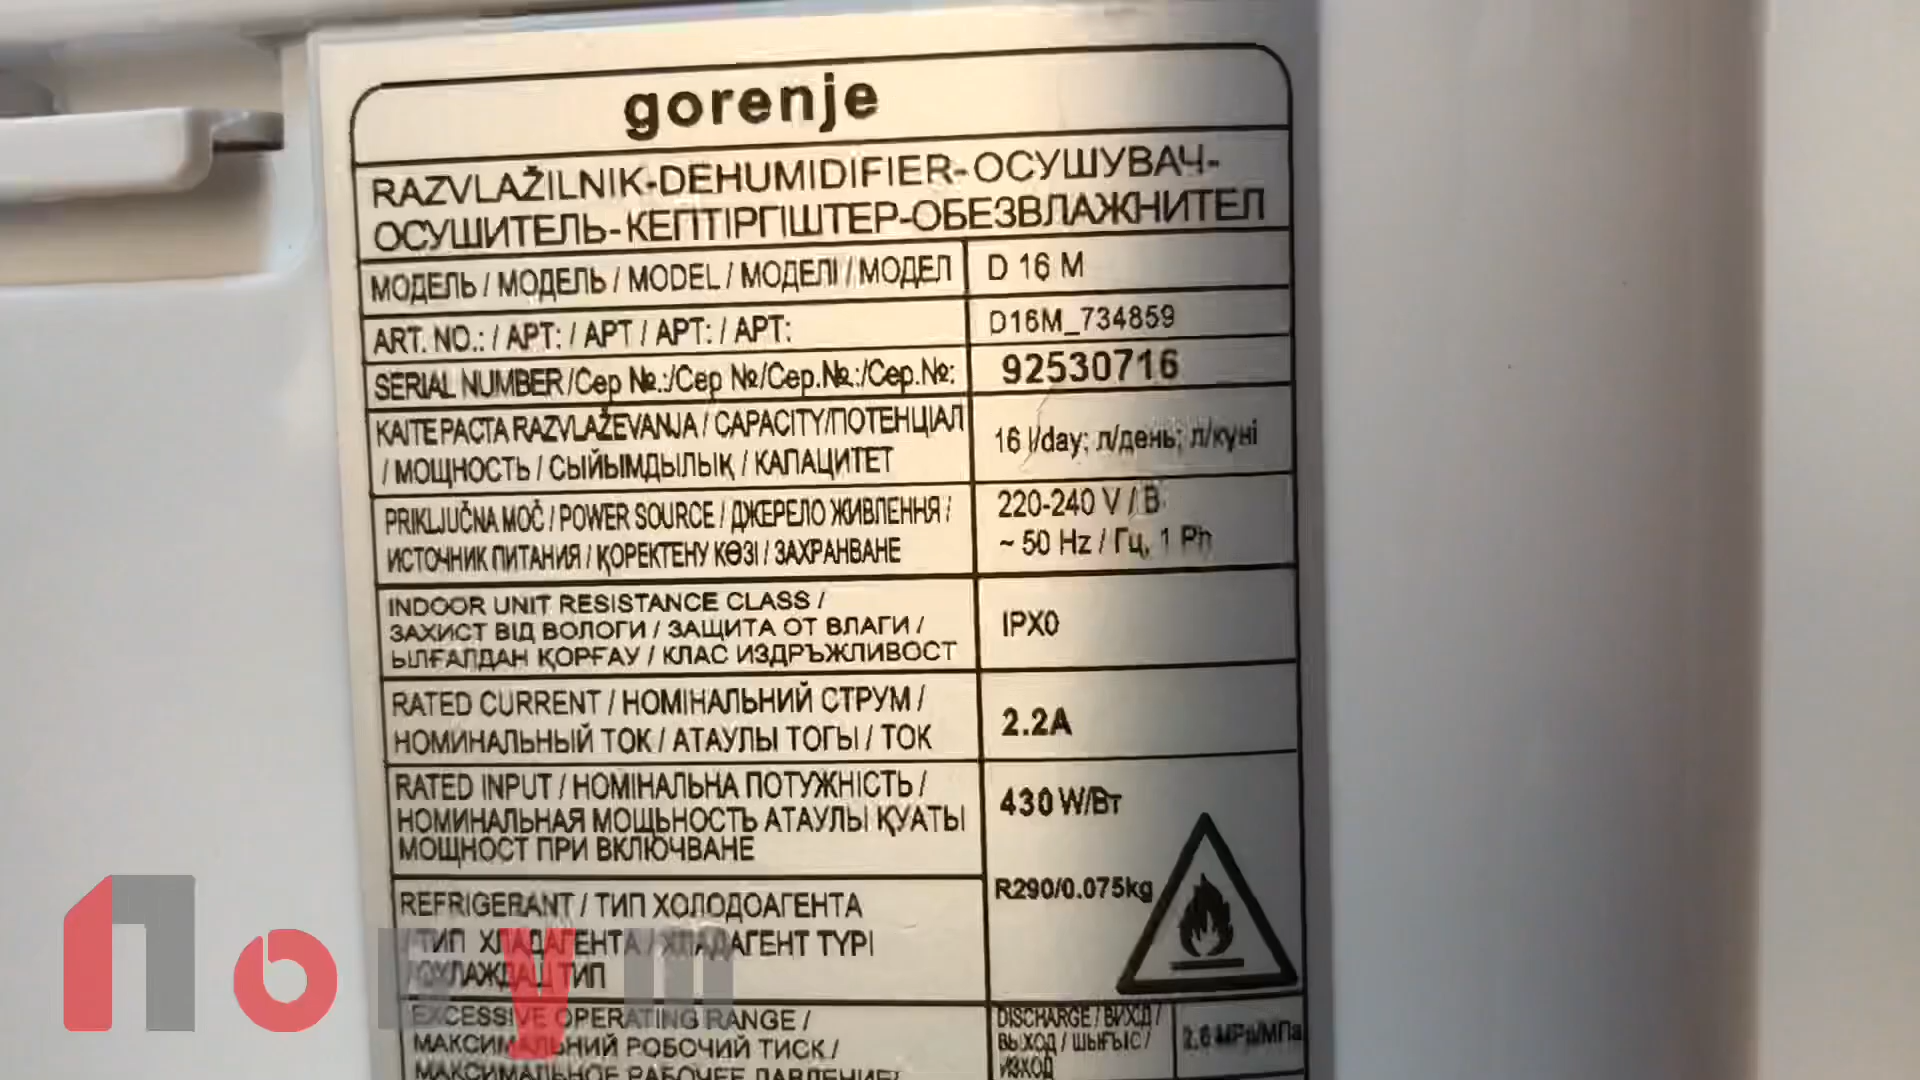 gorenje
RAZVLAŽILNIK-DEHUMIDIFIER-ОСУШУВАЧ-
ОСУШИТЕЛЬ-КЕПТІРГІШТЕР-ОБЕЗВЛАЖНИТЕЛ
МОДЕЛЬ / МОДЕЛЬ / MODEL / МОДЕЛІ / МОДЕЛ D 16 M
ART. NO.: / АРТ: / АРТ / АРТ: / АРТ: D16M_734859
SERIAL NUMBER/Сер №.:/Сер №/Сер.№.:/Сер.№: 92530716
KAITEPACTA RAZVLAŽEVANJA / CAPACITY/ПОТЕНЦІАЛ
/ МОЩНОСТЬ / СЫЙЫМДЫЛЫҚ / КАПАЦИТЕТ
16 l/day; л/день; л/күні
PRIKLJUČNA MOČ / POWER SOURCE / ДЖЕРЕЛО ЖИВЛЕННЯ /
ИСТОЧНИК ПИТАНИЯ / ҚОРЕКТЕНУ КӨЗІ / ЗАХРАНВАНЕ
220-240 V / В
~ 50 Hz / Гц, 1 Ph
INDOOR UNIT RESISTANCE CLASS /
ЗАХИСТ ВІД ВОЛОГИ / ЗАЩИТА ОТ ВЛАГИ /
ЫЛҒАЛДАН ҚОРҒАУ / КЛАС ИЗДРЪЖЛИВОСТ
IPX0
RATED CURRENT / НОМІНАЛЬНИЙ СТРУМ /
НОМИНАЛЬНЫЙ ТОК / АТАУЛЫ ТОГЫ / ТОК
2.2A
RATED INPUT / НОМІНАЛЬНА ПОТУЖНІСТЬ /
НОМИНАЛЬНАЯ МОЩЬНОСТЬ АТАУЛЫ ҚУАТЫ
МОЩНОСТ ПРИ ВКЛЮЧВАНЕ
430 W/Вт
REFRIGERANT / ТИП ХОЛОДОАГЕНТА
/ ТИП ХЛАДАГЕНТА / ХЛАДАГЕНТ ТҮРІ
ТИП
R290/0.075kg
EXCESSIVE OPERATING RANGE /
МАКСИМАЛЬНИЙ РОБОЧИЙ ТИСК /
МАКСИМАЛЬНОЕ РАБОЧЕЕ ДАВЛЕНИЕ/
DISCHARGE / ВИХІД /
ВЫХОД / ШЫҒЫС /
ИЗХОД
2.6 MPa/МПа